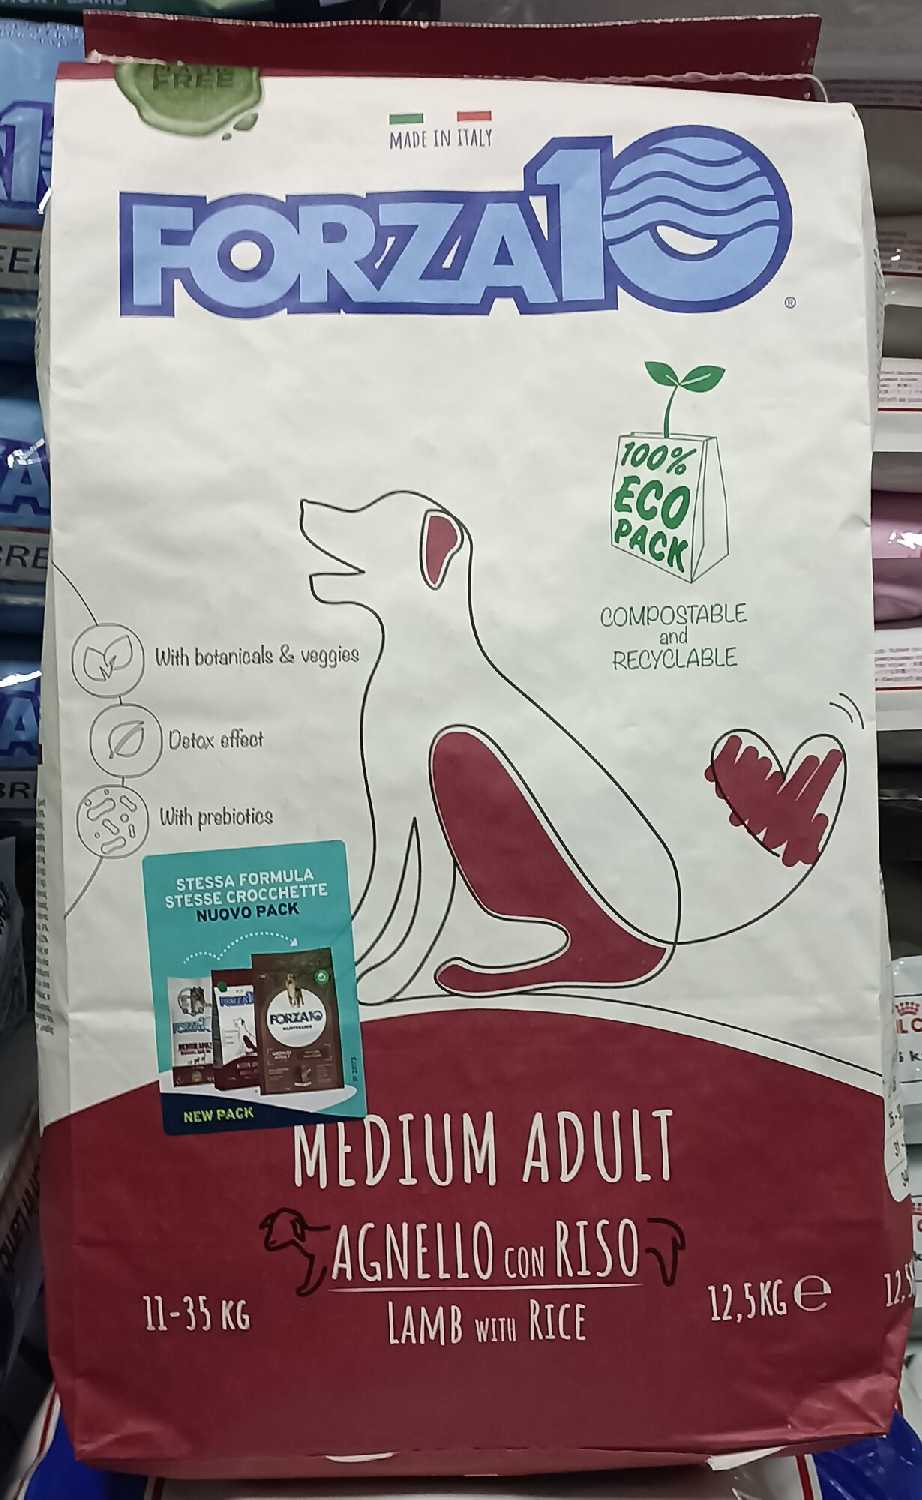 FREE
MADE IN ITALY
FORZA10
®
100%
ECO
PACK
COMPOSTABLE
and
RECYCLABLE
With botanicals & veggies
Detox effect
With prebiotics
STESSA FORMULA
STESSE CROCCHETTE
NUOVO PACK
FORZA10
NEW PACK
MEDIUM ADULT
AGNELLO CON RISO
LAMB WITH RICE
11-35 KG
12,5KG e